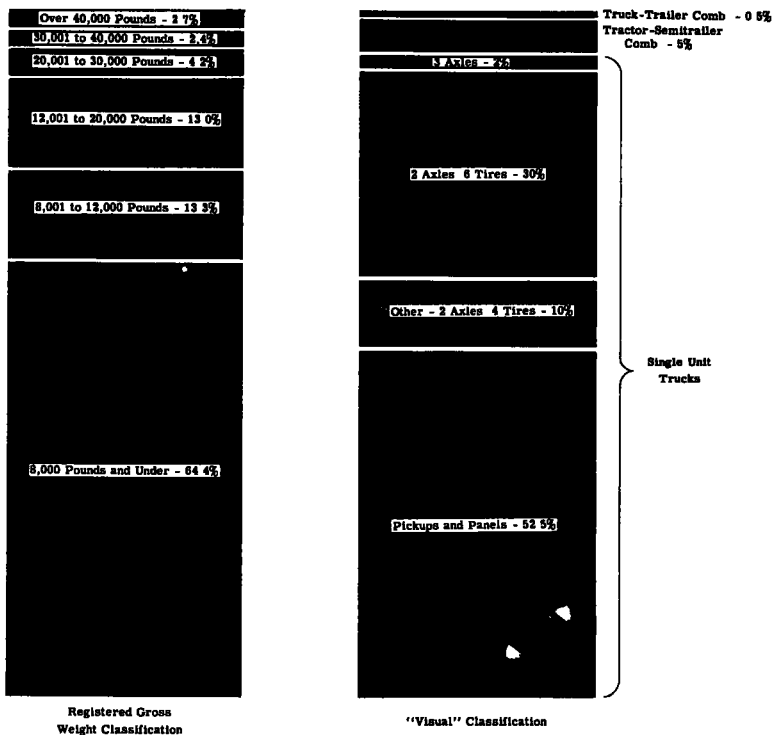 Over 40,000 Pounds - 2 7%
30,001 to 40,000 Pounds - 2.4%
20,001 to 30,000 Pounds - 4 2%
12,001 to 20,000 Pounds - 13 0%
8,001 to 12,000 Pounds - 13 3%
8,000 Pounds and Under - 64 4%
Registered Gross
Weight Classification
Truck-Trailer Comb - 0 5%
Tractor-Semitrailer
Comb - 5%
3 Axles - 2%
2 Axles 6 Tires - 30%
Other - 2 Axles 4 Tires - 10%
Pickups and Panels - 52 5%
Single Unit
Trucks
"Visual" Classification